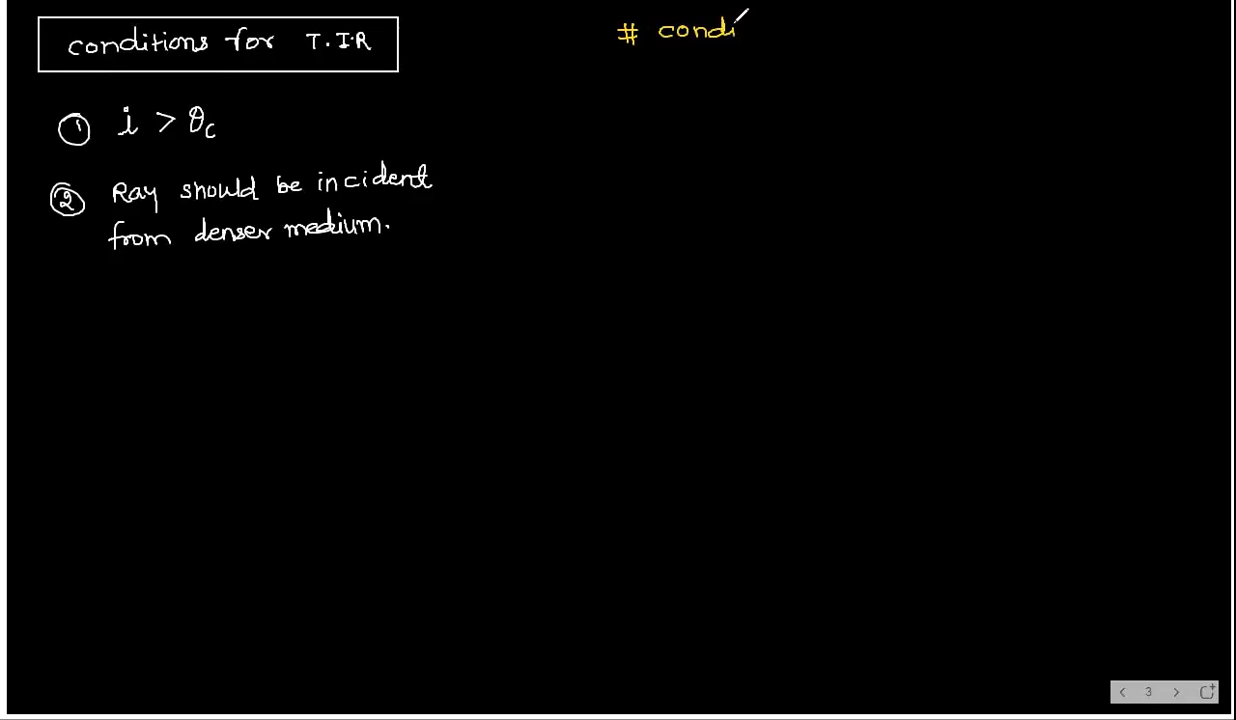 conditions for T.I.R
# condi
① i > θc
② Ray should be incident
from denser medium.
3